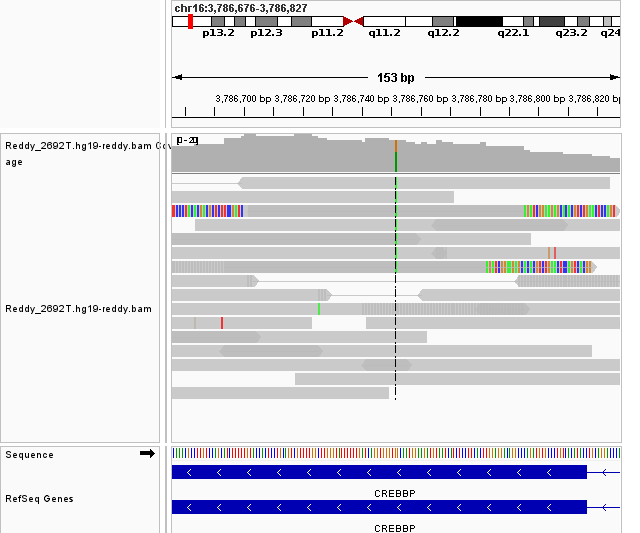 chr16:3,786,676-3,786,827
p13.2 p12.3 p11.2 q11.2 q12.2 q22.1 q23.2 q24
153 bp
3,786,700 bp 3,786,720 bp 3,786,740 bp 3,786,760 bp 3,786,780 bp 3,786,800 bp 3,786,820 bp
Reddy_2692T.hg19-reddy.bam Cov
age
[0-20]
Reddy_2692T.hg19-reddy.bam
Sequence
RefSeq Genes
CREBBP
CREBBP